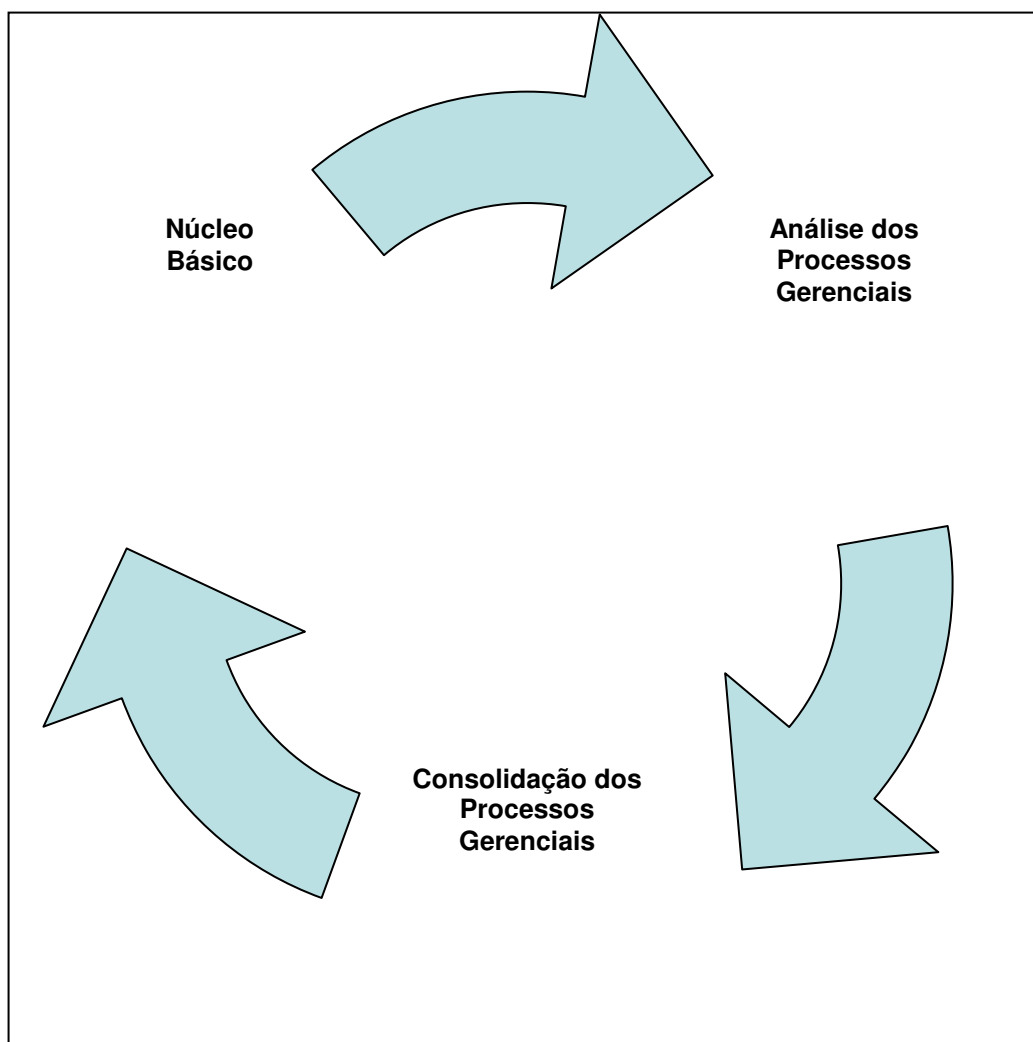 Núcleo
Básico
Análise dos
Processos
Gerenciais
Consolidação dos
Processos
Gerenciais